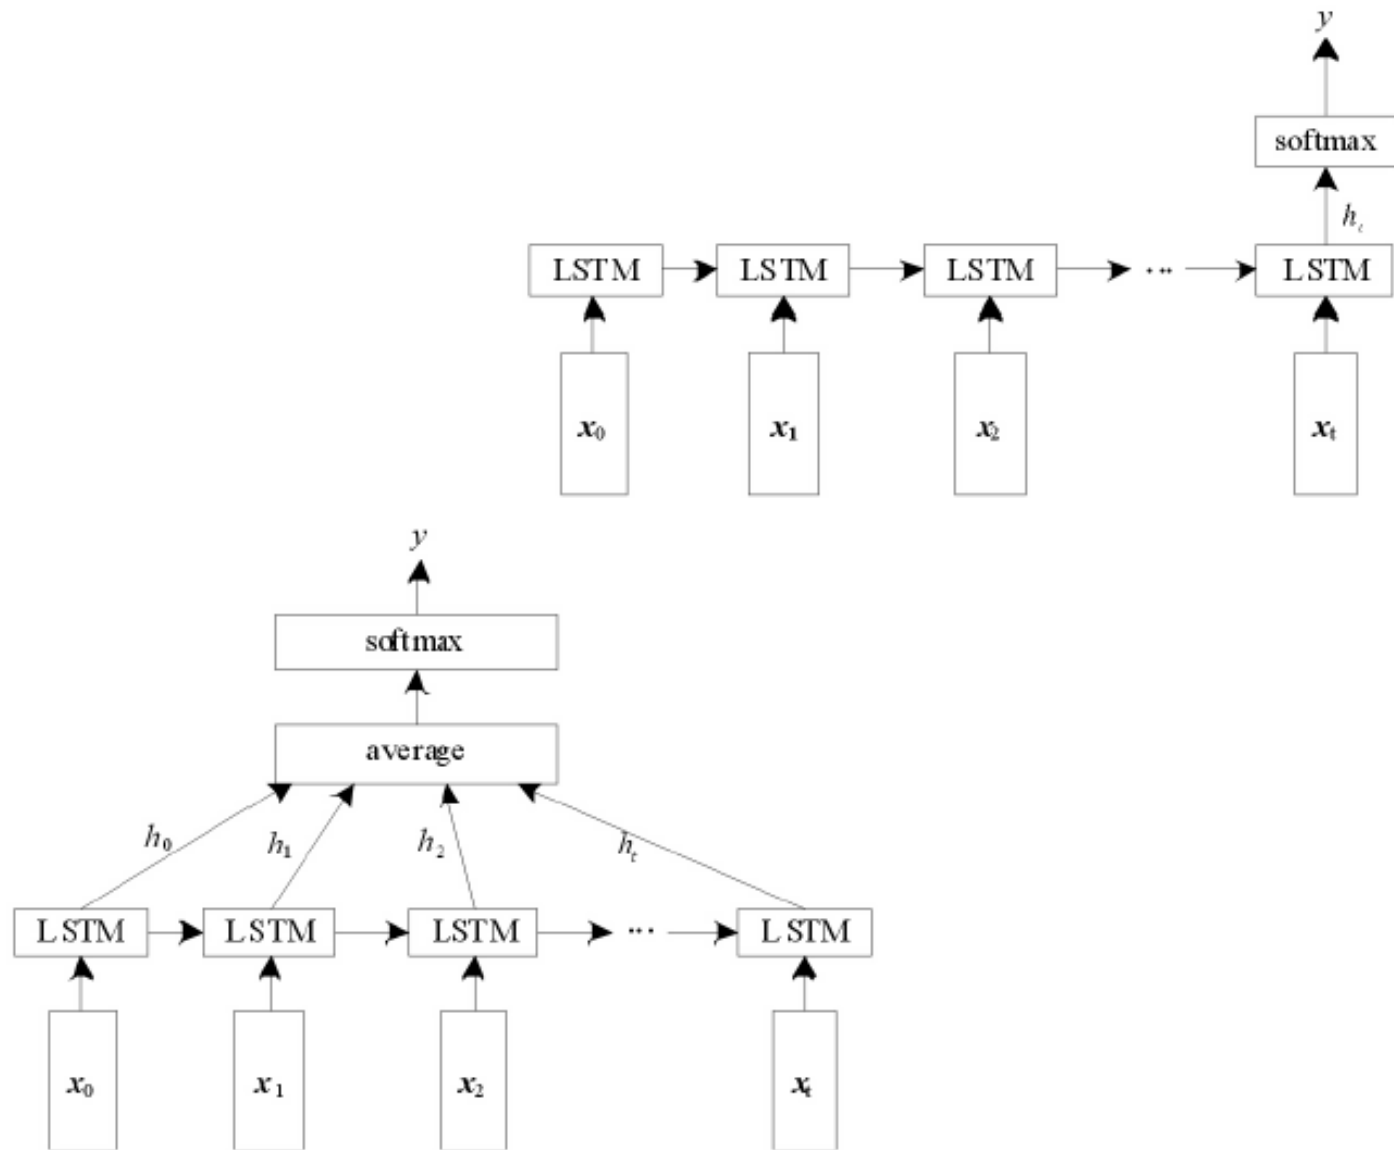 y
softmax
hₜ
LSTM LSTM LSTM ... LSTM
x₀ x₁ x₂ xₜ
y
softmax
average
h₀ h₁ h₂ hₜ
LSTM LSTM LSTM ... LSTM
x₀ x₁ x₂ xₜ